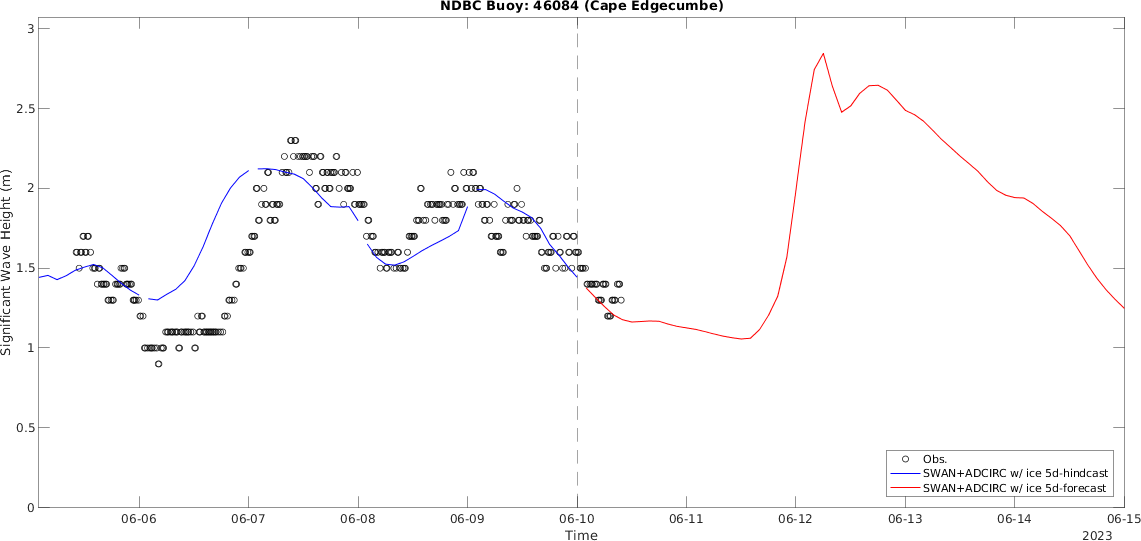 NDBC Buoy: 46084 (Cape Edgecumbe)
Significant Wave Height (m)
3
2.5
2
1.5
1
0.5
0
Obs.
SWAN+ADCIRC w/ ice 5d-hindcast
SWAN+ADCIRC w/ ice 5d-forecast
06-06 06-07 06-08 06-09 06-10 06-11 06-12 06-13 06-14 06-15
Time 2023